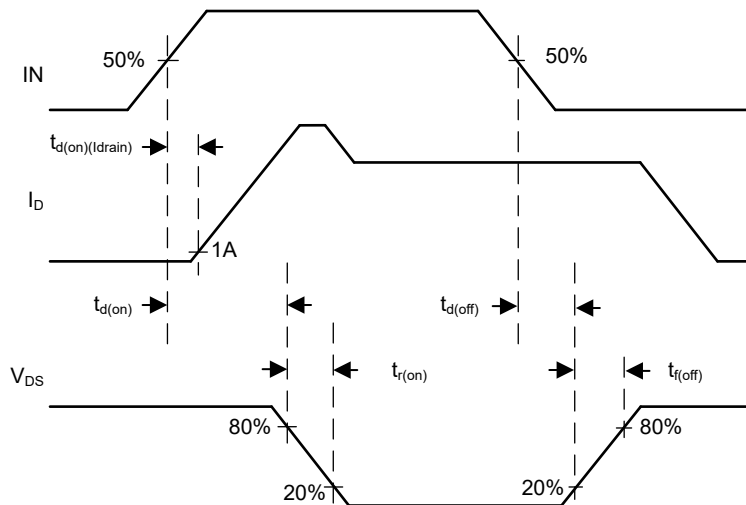 50%
50%
IN
t_d(on)(Idrain)
I_D
1A
t_d(on)
t_d(off)
V_DS
t_r(on)
t_f(off)
80%
80%
20%
20%